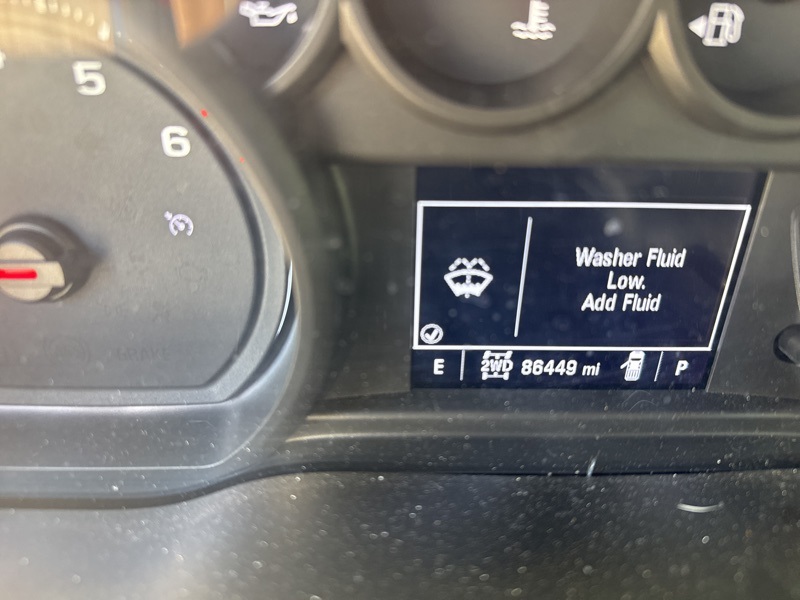 5
6
Washer Fluid
Low.
Add Fluid
E 2WD 86449 mi P